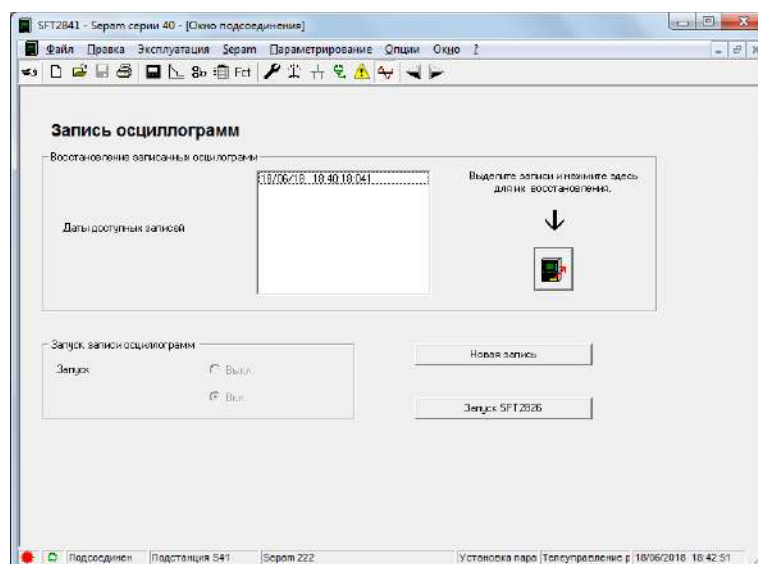 SFT2841 - Sepam серии 40 - [Окно подсоединения]
Файл Правка Эксплуатация Sepam Параметрирование Опции Окно ?
Fct
Запись осциллограмм
Восстановление записанных осцилограмм
18/06/18 18:40:18:041
Выделите записи и нажмите здесь
для их восстановления.
Даты доступных записей
Запуск записи осциллограмм
Запуск
Выкл.
Вкл.
Новая запись
Запуск SFT2826
Подсоединен Подстанция S41 Sepam 222 Установка пара Телеуправление р 18/06/2018 18:42:51